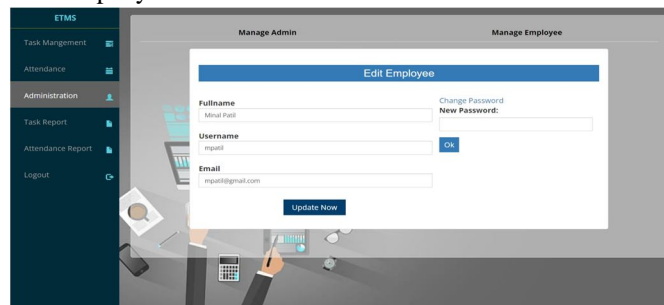 ETMS
Task Mangement
Attendance
Administration
Task Report
Attendance Report
Logout
Manage Admin
Manage Employee
Edit Employee
Fullname
Minal Patil
Username
mpatil
Email
mpatil@gmail.com
Update Now
Change Password
New Password:
Ok